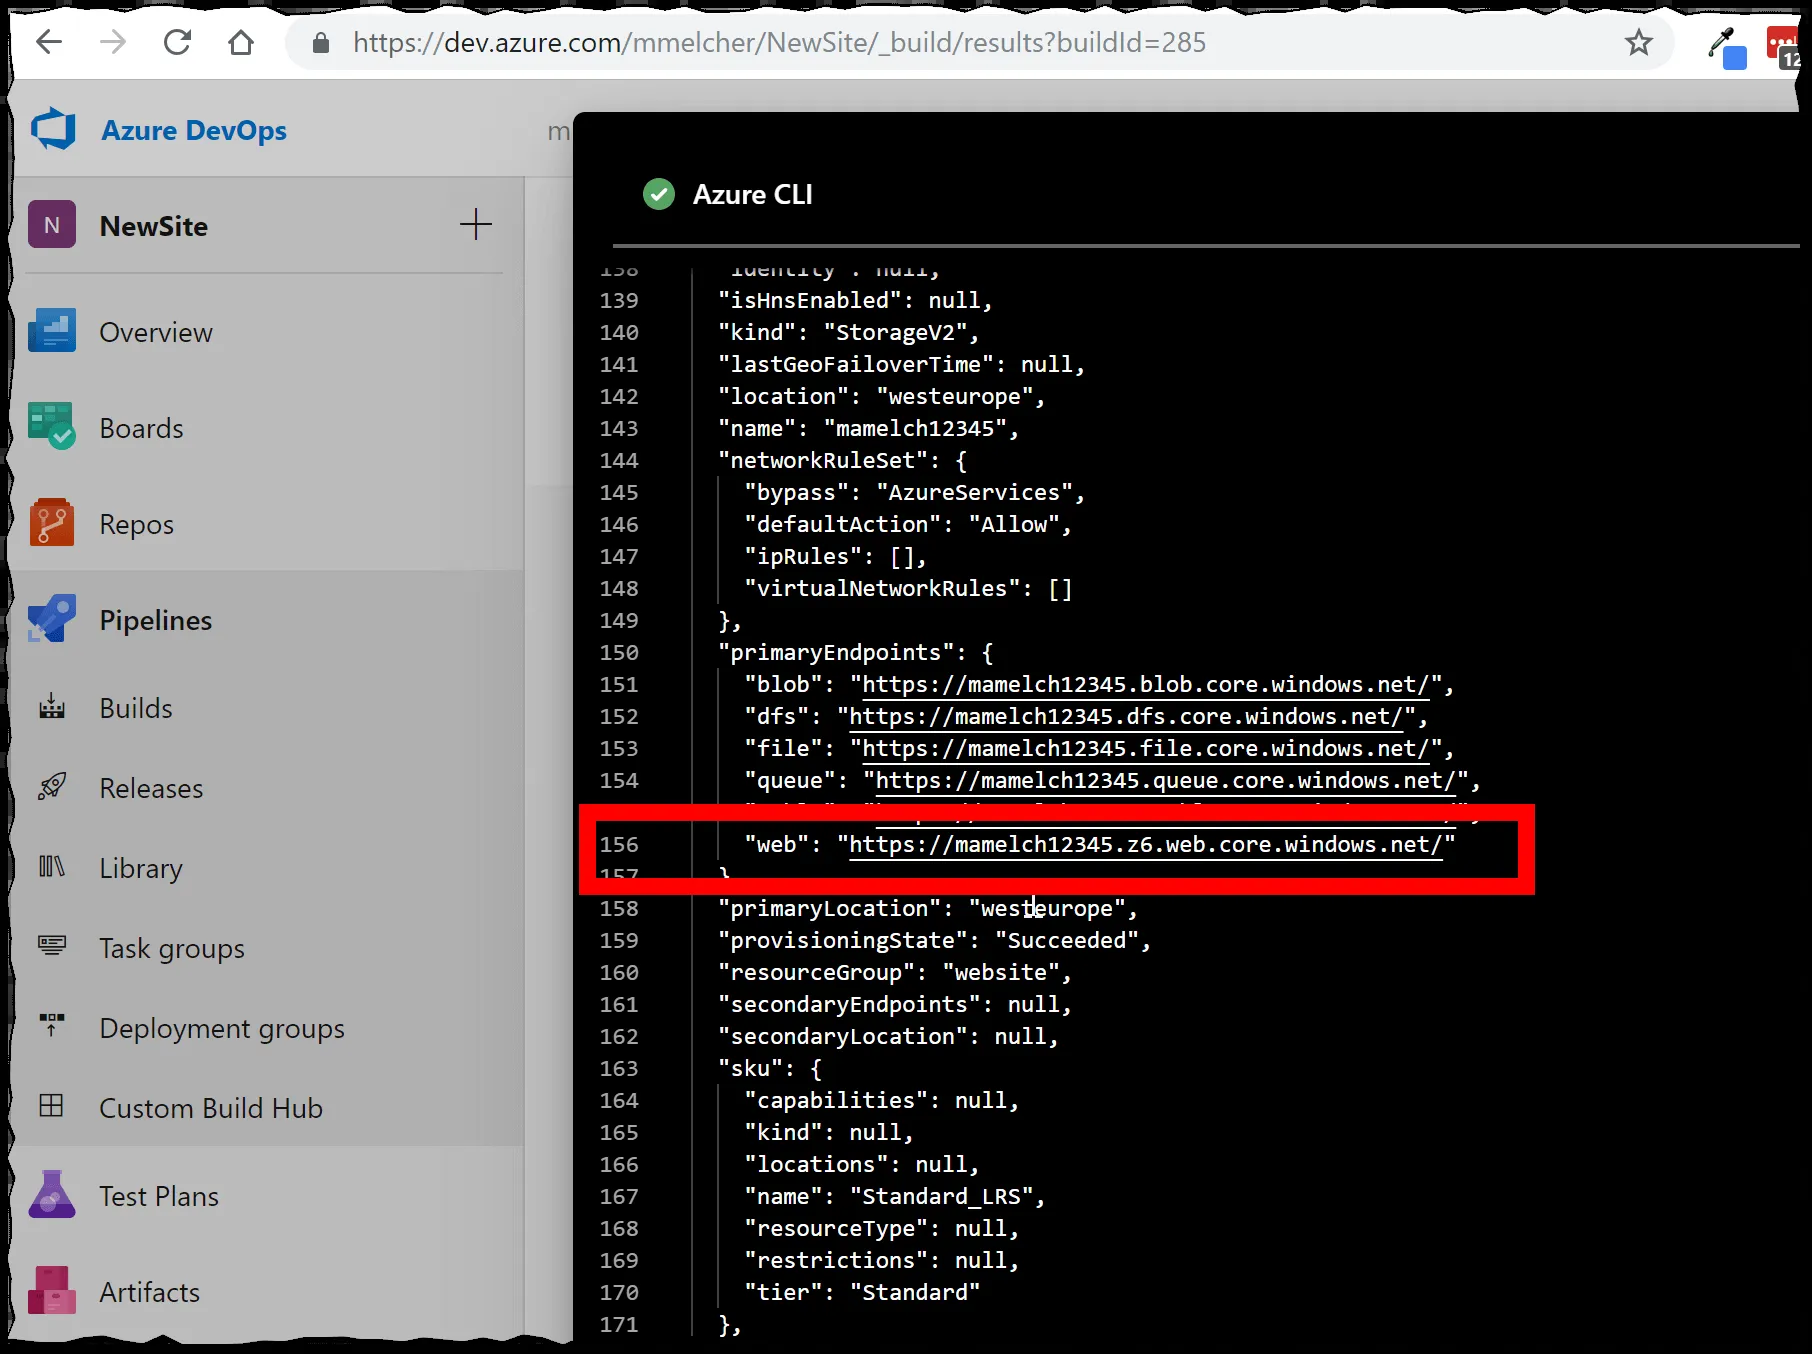 https://dev.azure.com/mmelcher/NewSite/_build/results?buildId=285
12
Azure DevOps
m
N NewSite
Overview
Boards
Repos
Pipelines
Builds
Releases
Library
Task groups
Deployment groups
Custom Build Hub
Test Plans
Artifacts
Azure CLI
138 "identity": null,
139 "isHnsEnabled": null,
140 "kind": "StorageV2",
141 "lastGeoFailoverTime": null,
142 "location": "westeurope",
143 "name": "mamelch12345",
144 "networkRuleSet": {
145 "bypass": "AzureServices",
146 "defaultAction": "Allow",
147 "ipRules": [],
148 "virtualNetworkRules": []
149 },
150 "primaryEndpoints": {
151 "blob": "https://mamelch12345.blob.core.windows.net/",
152 "dfs": "https://mamelch12345.dfs.core.windows.net/",
153 "file": "https://mamelch12345.file.core.windows.net/",
154 "queue": "https://mamelch12345.queue.core.windows.net/",
156 "web": "https://mamelch12345.z6.web.core.windows.net/"
157 }
158 "primaryLocation": "westeurope",
159 "provisioningState": "Succeeded",
160 "resourceGroup": "website",
161 "secondaryEndpoints": null,
162 "secondaryLocation": null,
163 "sku": {
164 "capabilities": null,
165 "kind": null,
166 "locations": null,
167 "name": "Standard_LRS",
168 "resourceType": null,
169 "restrictions": null,
170 "tier": "Standard"
171 },